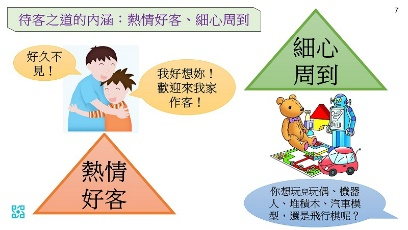 待客之道的內涵：熱情好客、細心周到
7
好久不
見！
我好想妳！
歡迎來我家
作客！
細心
周到
熱情
好客
你想玩玩偶、機器
人、堆積木、汽車模
型，還是飛行棋呢？